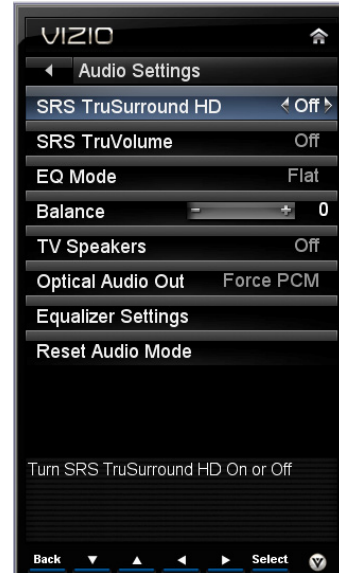 VIZIO
Audio Settings
SRS TruSurround HD Off
SRS TruVolume Off
EQ Mode Flat
Balance - + 0
TV Speakers Off
Optical Audio Out Force PCM
Equalizer Settings
Reset Audio Mode
Turn SRS TruSurround HD On or Off
Back Select V